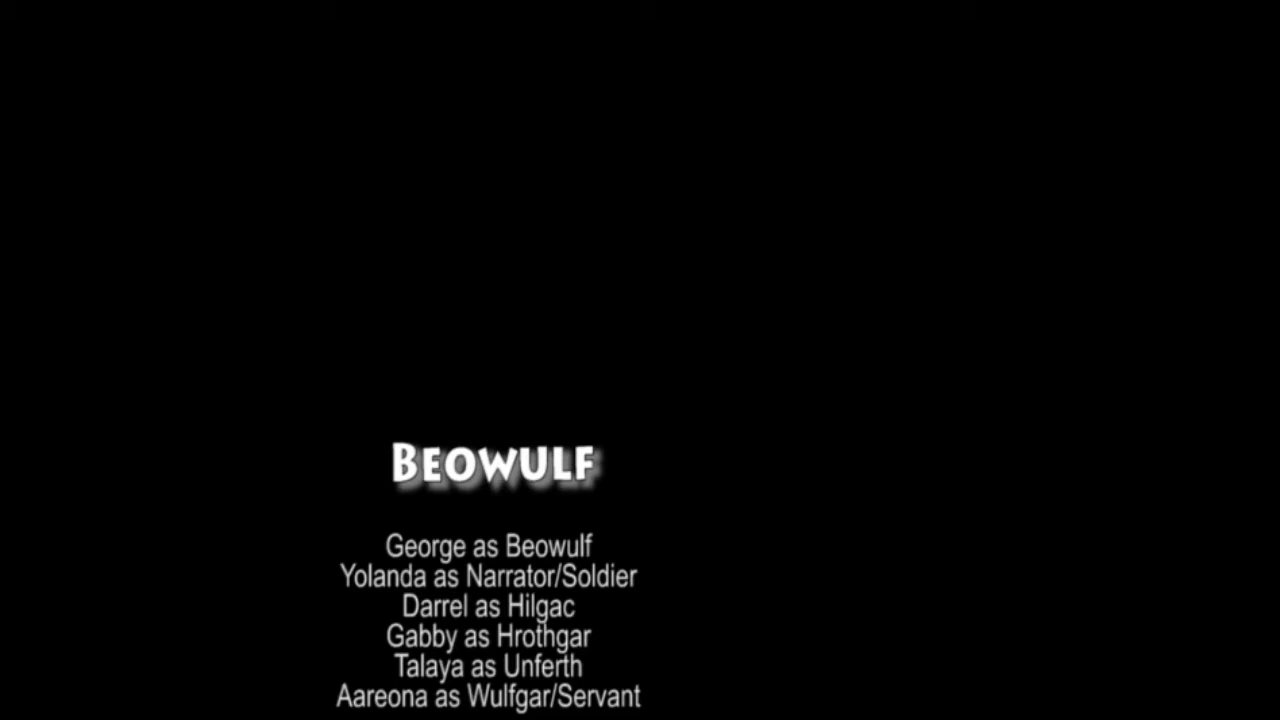 BEOWULF
George as Beowulf
Yolanda as Narrator/Soldier
Darrel as Hilgac
Gabby as Hrothgar
Talaya as Unferth
Aareona as Wulfgar/Servant